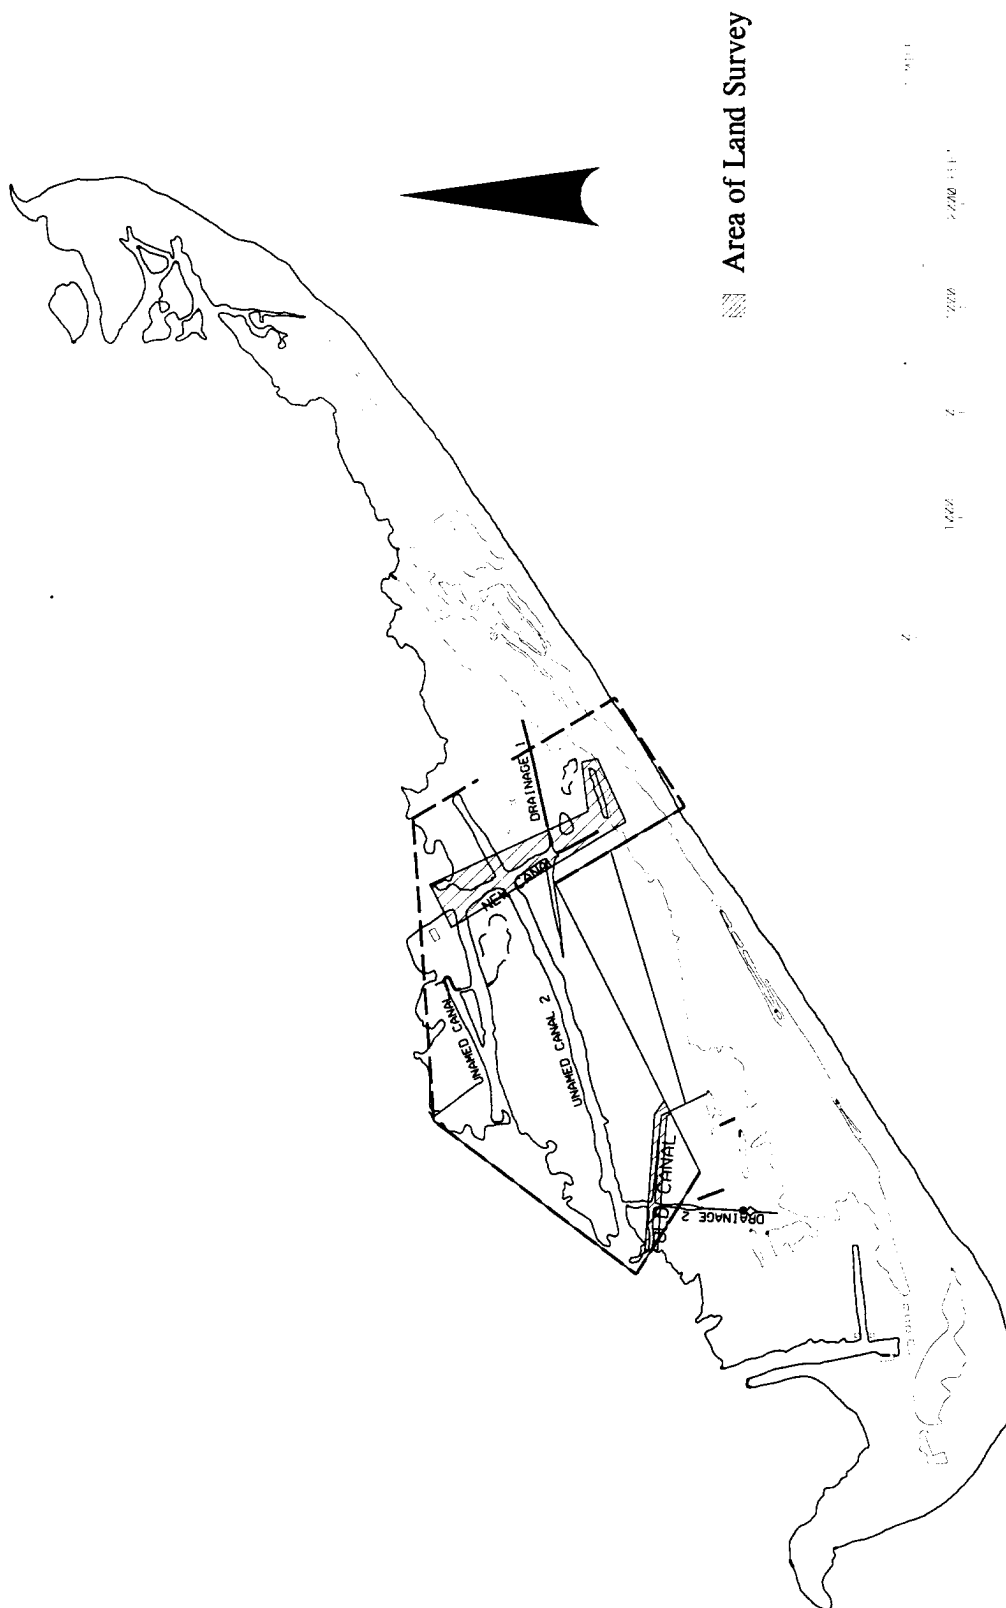 Area of Land Survey
DRAINAGE 1
NEW CANAL
UNAMED CANAL
UNAMED CANAL 2
OLD CANAL
DRAINAGE 2